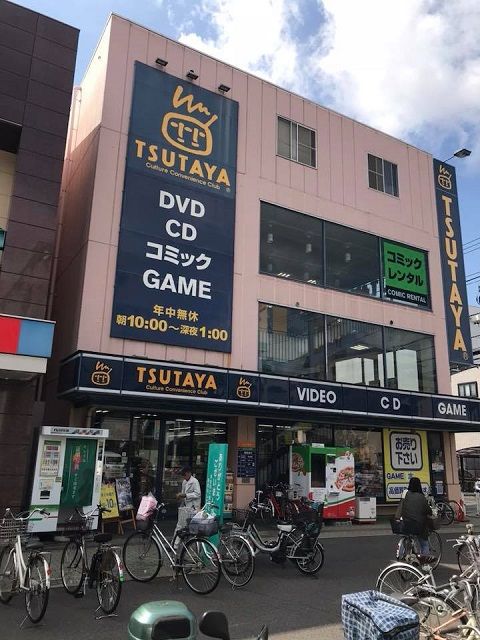 TSUTAYA
Culture Convenience Club
DVD
CD
コミック
GAME
年中無休
朝10:00〜深夜1:00
TSUTAYA
コミック
レンタル
COMIC RENTAL
TSUTAYA
Culture Convenience Club
VIDEO
CD
GAME
お売り
下さい
GAME